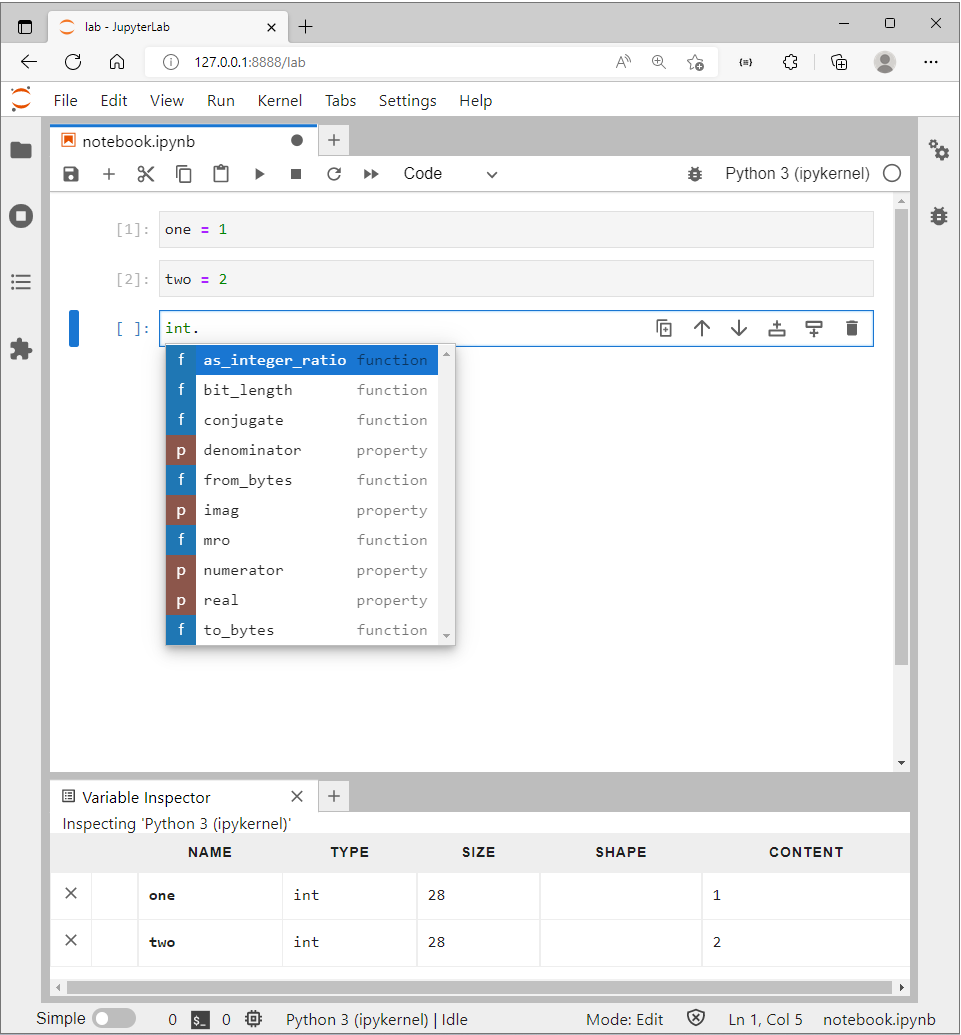 lab - JupyterLab
127.0.0.1:8888/lab
File Edit View Run Kernel Tabs Settings Help
notebook.ipynb
Code Python 3 (ipykernel)
[1]: one = 1
[2]: two = 2
[ ]: int.
f as_integer_ratio function
f bit_length function
f conjugate function
p denominator property
f from_bytes function
p imag property
f mro function
p numerator property
p real property
f to_bytes function
Variable Inspector
Inspecting 'Python 3 (ipykernel)'
NAME TYPE SIZE SHAPE CONTENT
one int 28 1
two int 28 2
Simple 0 $_ 0 Python 3 (ipykernel) | Idle Mode: Edit Ln 1, Col 5 notebook.ipynb